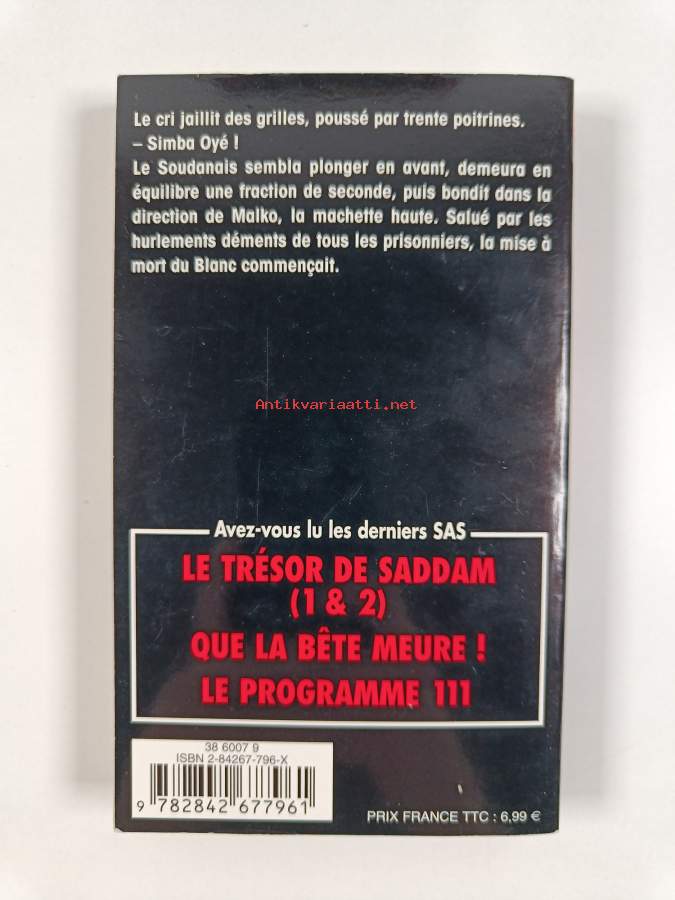 Le cri jaillit des grilles, poussé par trente poitrines.
– Simba Oyé !
Le Soudanais sembla plonger en avant, demeura en
équilibre une fraction de seconde, puis bondit dans la
direction de Malko, la machette haute. Salué par les
hurlements déments de tous les prisonniers, la mise à
mort du Blanc commençait.
Antikvariaatti.net
Avez-vous lu les derniers SAS
LE TRÉSOR DE SADDAM
(1 & 2)
QUE LA BÊTE MEURE !
LE PROGRAMME 111
38 6007 9
ISBN 2-84267-796-X
9 782842 677961
PRIX FRANCE TTC : 6,99 €